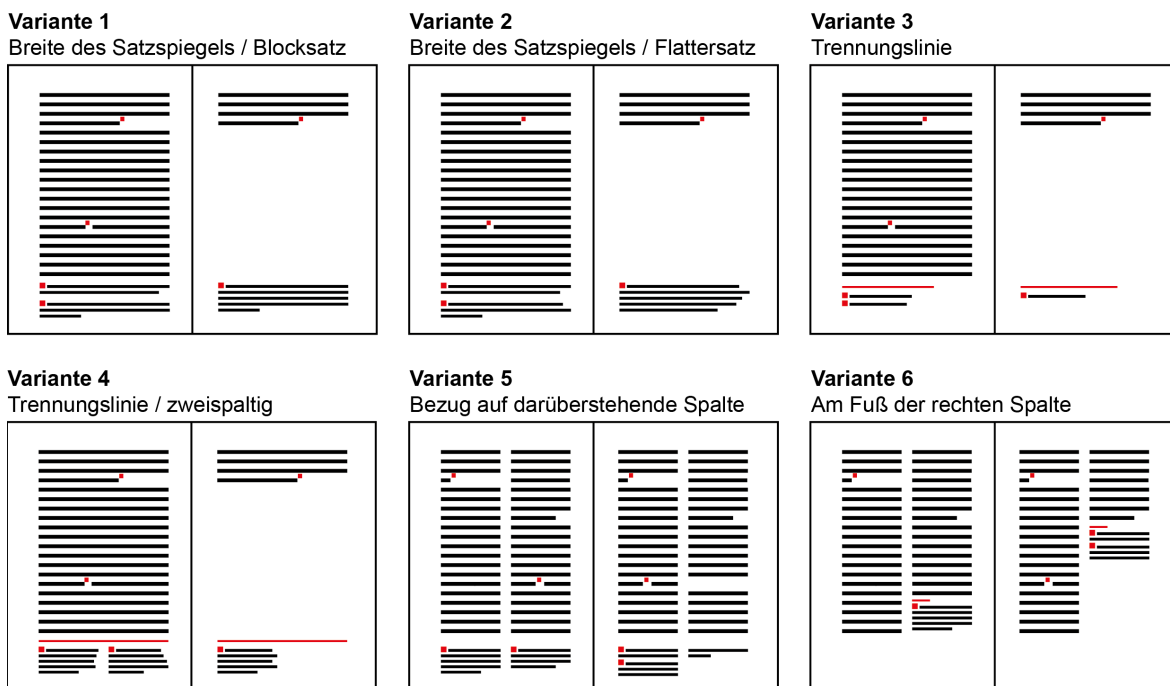 Variante 1
Breite des Satzspiegels / Blocksatz
Variante 2
Breite des Satzspiegels / Flattersatz
Variante 3
Trennungslinie
Variante 4
Trennungslinie / zweispaltig
Variante 5
Bezug auf darüberstehende Spalte
Variante 6
Am Fuß der rechten Spalte